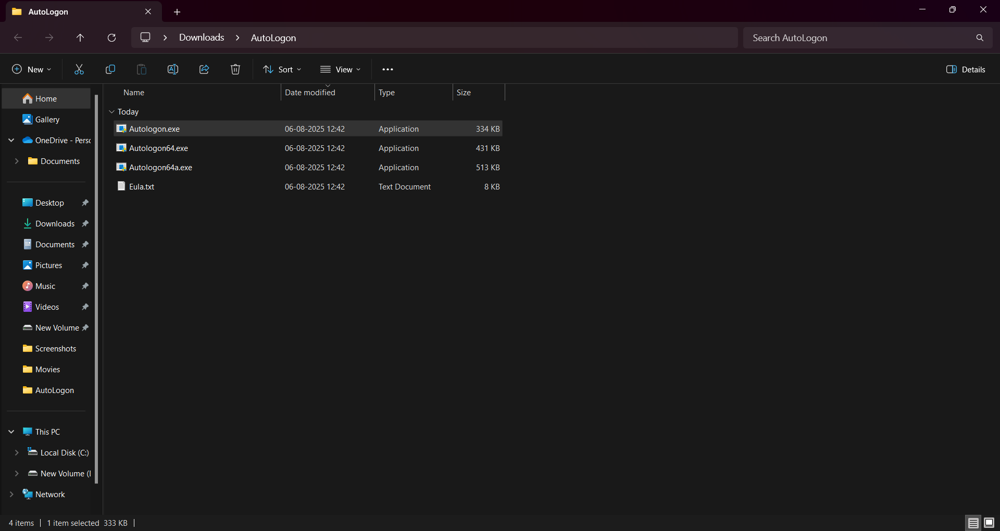 AutoLogon
Downloads AutoLogon
Search AutoLogon
New Sort View Details
Name Date modified Type Size
Today
Autologon.exe 06-08-2025 12:42 Application 334 KB
Autologon64.exe 06-08-2025 12:42 Application 431 KB
Autologon64a.exe 06-08-2025 12:42 Application 513 KB
Eula.txt 06-08-2025 12:42 Text Document 8 KB
Home
Gallery
OneDrive - Perso
Documents
Desktop
Downloads
Documents
Pictures
Music
Videos
New Volume
Screenshots
Movies
AutoLogon
This PC
Local Disk (C:)
New Volume (
Network
4 items 1 item selected 333 KB